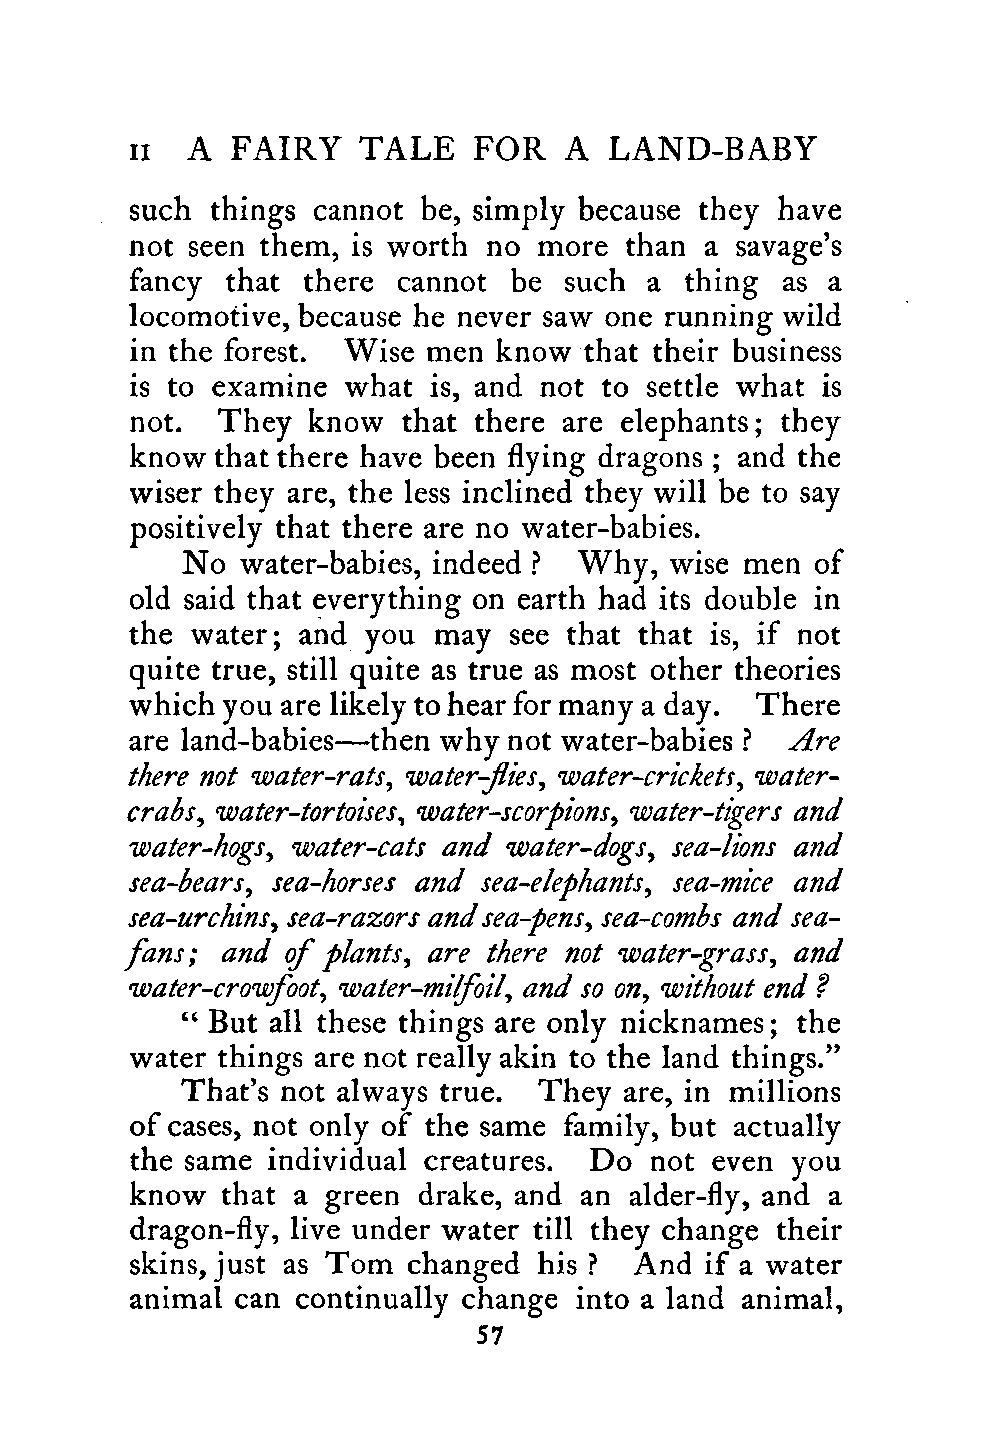 II A FAIRY TALE FOR A LAND-BABY
such things cannot be, simply because they have
not seen them, is worth no more than a savage's
fancy that there cannot be such a thing as a
locomotive, because he never saw one running wild
in the forest. Wise men know that their business
is to examine what is, and not to settle what is
not. They know that there are elephants; they
know that there have been flying dragons ; and the
wiser they are, the less inclined they will be to say
positively that there are no water-babies.
No water-babies, indeed ? Why, wise men of
old said that everything on earth had its double in
the water; and you may see that that is, if not
quite true, still quite as true as most other theories
which you are likely to hear for many a day. There
are land-babies—then why not water-babies ? Are
there not water-rats, water-flies, water-crickets, water-
crabs, water-tortoises, water-scorpions, water-tigers and
water-hogs, water-cats and water-dogs, sea-lions and
sea-bears, sea-horses and sea-elephants, sea-mice and
sea-urchins, sea-razors and sea-pens, sea-combs and sea-
fans; and of plants, are there not water-grass, and
water-crowfoot, water-milfoil, and so on, without end ?
“ But all these things are only nicknames; the
water things are not really akin to the land things.”
That's not always true. They are, in millions
of cases, not only of the same family, but actually
the same individual creatures. Do not even you
know that a green drake, and an alder-fly, and a
dragon-fly, live under water till they change their
skins, just as Tom changed his ? And if a water
animal can continually change into a land animal,
57